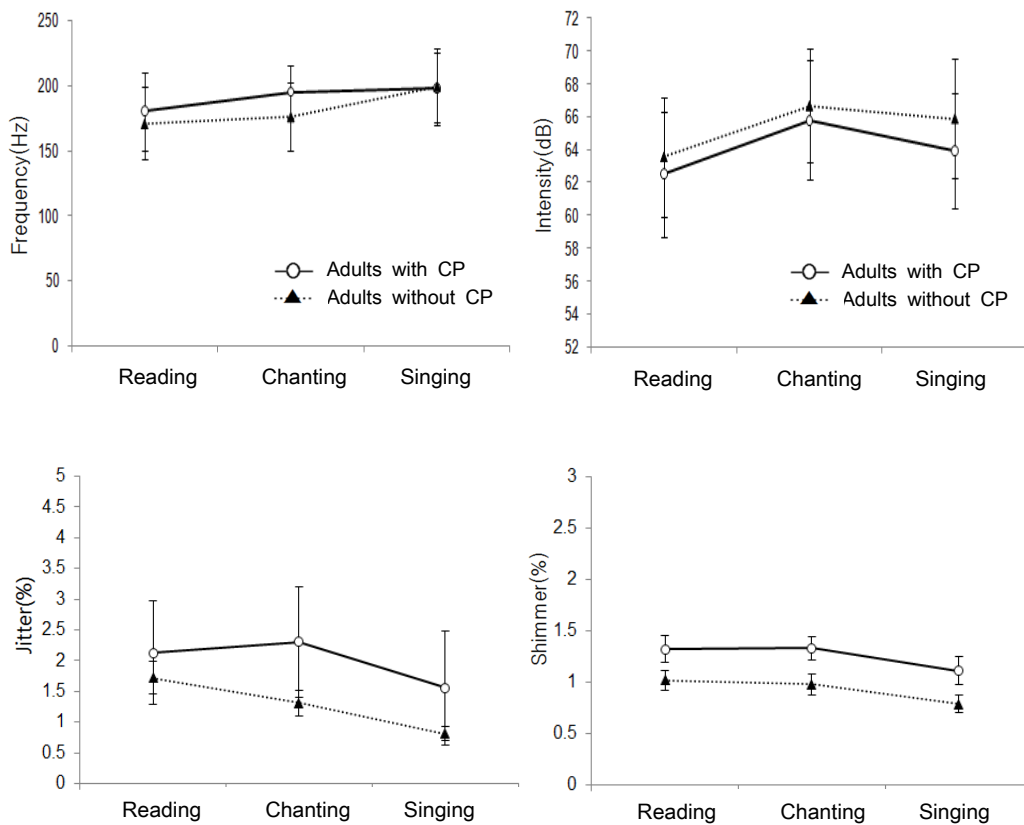 Frequency(Hz)
250
200
150
100
50
0
Adults with CP
Adults without CP
Reading Chanting Singing
Intensity(dB)
72
70
68
66
64
62
60
58
56
54
52
Adults with CP
Adults without CP
Reading Chanting Singing
Jitter(%)
5
4.5
4
3.5
3
2.5
2
1.5
1
0.5
0
Reading Chanting Singing
Shimmer(%)
3
2.5
2
1.5
1
0.5
0
Reading Chanting Singing